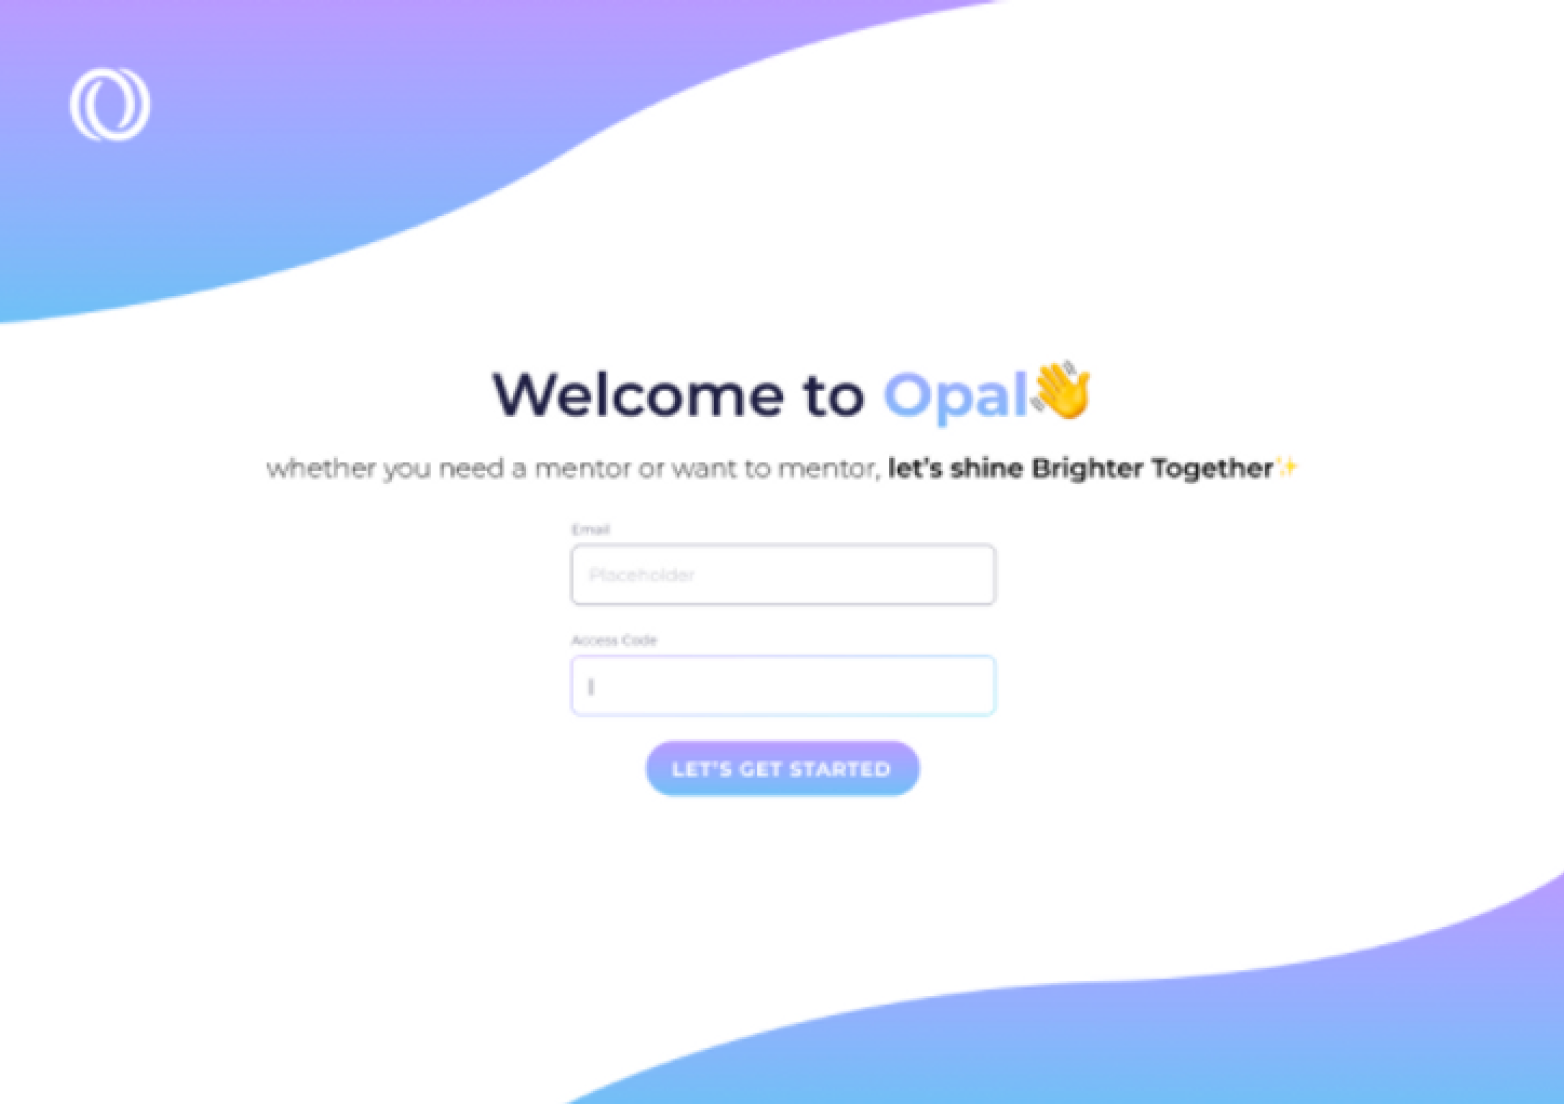 Welcome to Opal👋
whether you need a mentor or want to mentor, let's shine Brighter Together✨
Email
Placeholder
Access Code
LET'S GET STARTED